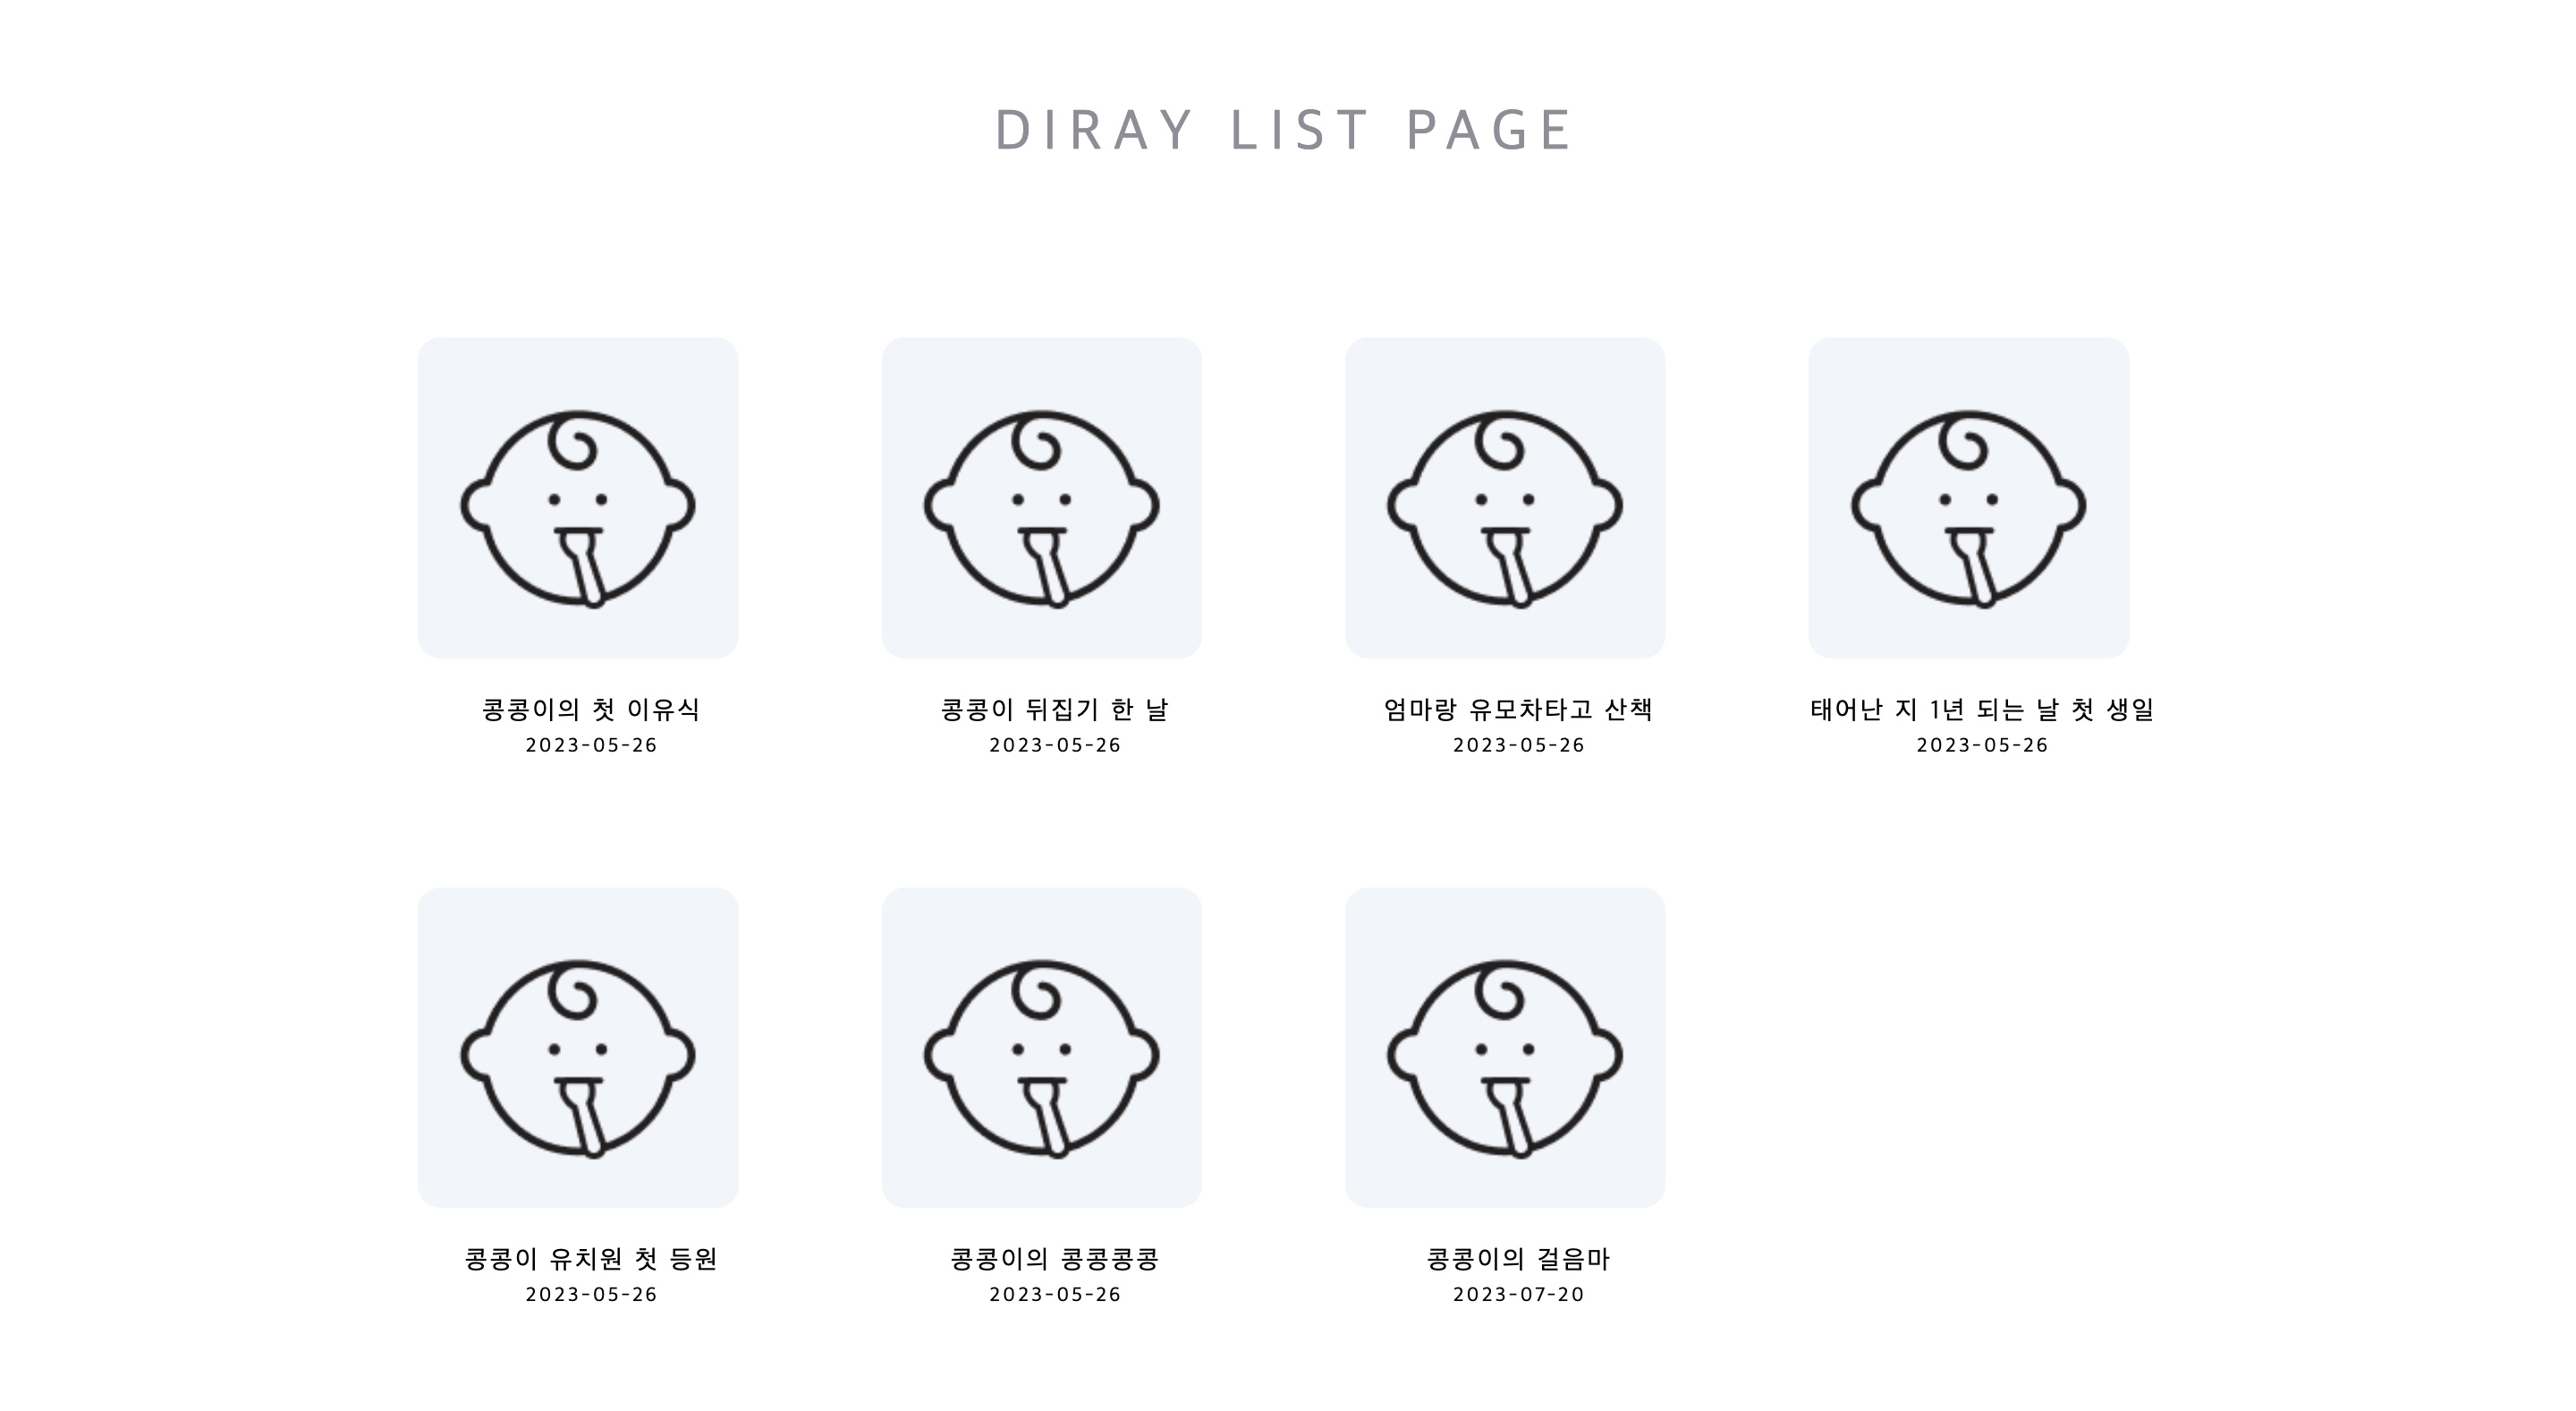 DIRAY LIST PAGE
콩콩이의 첫 이유식
2023-05-26
콩콩이 뒤집기 한 날
2023-05-26
엄마랑 유모차타고 산책
2023-05-26
태어난 지 1년 되는 날 첫 생일
2023-05-26
콩콩이 유치원 첫 등원
2023-05-26
콩콩이의 콩콩콩콩
2023-05-26
콩콩이의 걸음마
2023-07-20